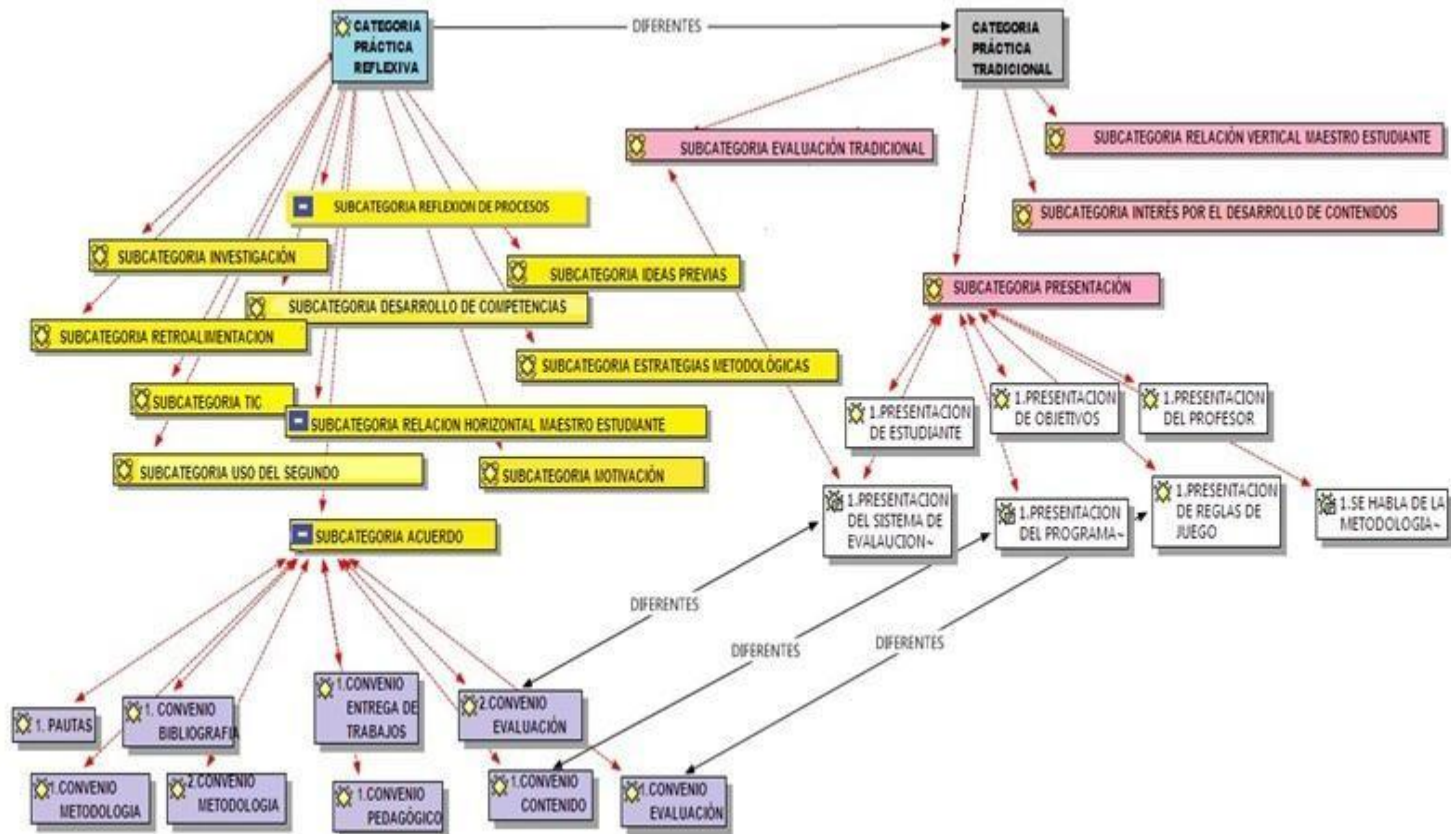 CATEGORIA
PRÁCTICA
REFLEXIVA
DIFERENTES
CATEGORIA
PRÁCTICA
TRADICIONAL
SUBCATEGORIA EVALUACIÓN TRADICIONAL
SUBCATEGORIA RELACIÓN VERTICAL MAESTRO ESTUDIANTE
SUBCATEGORIA REFLEXION DE PROCESOS
SUBCATEGORIA INTERÉS POR EL DESARROLLO DE CONTENIDOS
SUBCATEGORIA INVESTIGACIÓN
SUBCATEGORIA IDEAS PREVIAS
SUBCATEGORIA PRESENTACIÓN
SUBCATEGORIA DESARROLLO DE COMPETENCIAS
SUBCATEGORIA RETROALIMENTACION
SUBCATEGORIA ESTRATEGIAS METODOLÓGICAS
SUBCATEGORIA TIC
SUBCATEGORIA RELACION HORIZONTAL MAESTRO ESTUDIANTE
1.PRESENTACION
DE ESTUDIANTE
1.PRESENTACION
DE OBJETIVOS
1.PRESENTACION
DEL PROFESOR
SUBCATEGORIA USO DEL SEGUNDO
SUBCATEGORIA MOTIVACIÓN
1.PRESENTACION
DEL SISTEMA DE
EVALAUCION~
1.PRESENTACION
DEL PROGRAMA~
1.PRESENTACION
DE REGLAS DE
JUEGO
1.SE HABLA DE LA
METODOLOGIA~
SUBCATEGORIA ACUERDO
DIFERENTES
DIFERENTES
DIFERENTES
1. PAUTAS
1. CONVENIO
BIBLIOGRAFIA
1.CONVENIO
ENTREGA DE
TRABAJOS
2.CONVENIO
EVALUACIÓN
1.CONVENIO
METODOLOGIA
2.CONVENIO
METODOLOGIA
1.CONVENIO
PEDAGÓGICO
1.CONVENIO
CONTENIDO
1.CONVENIO
EVALUACIÓN